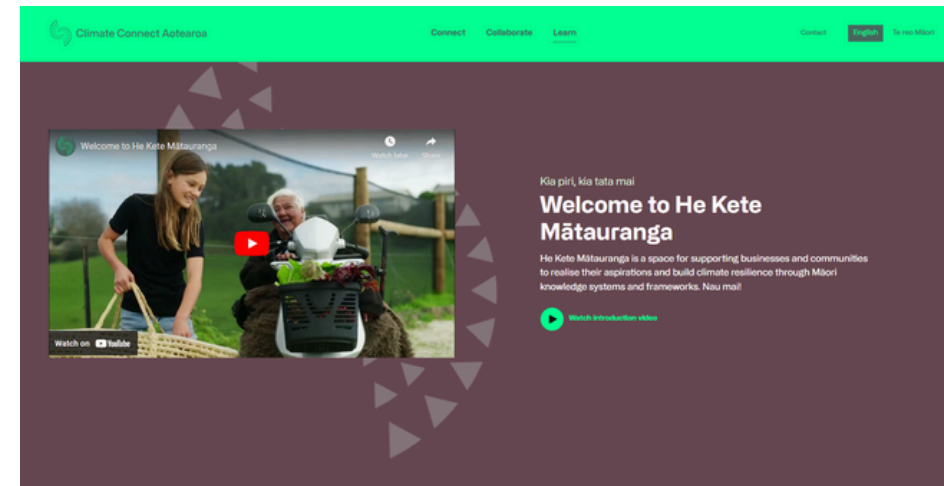 Climate Connect Aotearoa
Connect Collaborate Learn
Contact English Te reo Māori
Welcome to He Kete Mātauranga
Watch later Share
Watch on YouTube
Kia piri, kia tata mai
Welcome to He Kete
Mātauranga
He Kete Mātauranga is a space for supporting businesses and communities
to realise their aspirations and build climate resilience through Māori
knowledge systems and frameworks. Nau mai!
Watch introduction video